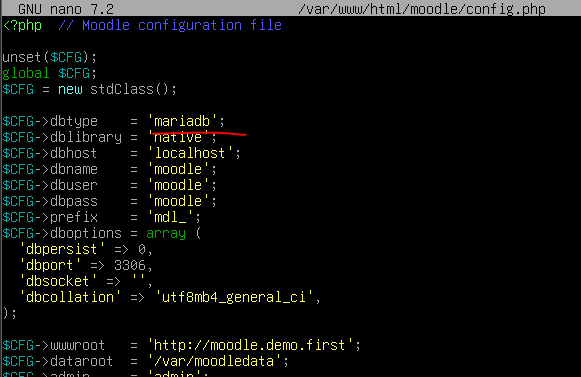 GNU nano 7.2 /var/www/html/moodle/config.php
<?php // Moodle configuration file
unset($CFG);
global $CFG;
$CFG = new stdClass();
$CFG->dbtype = 'mariadb';
$CFG->dblibrary = 'native';
$CFG->dbhost = 'localhost';
$CFG->dbname = 'moodle';
$CFG->dbuser = 'moodle';
$CFG->dbpass = 'moodle';
$CFG->prefix = 'mdl_';
$CFG->dboptions = array (
'dbpersist' => 0,
'dbport' => 3306,
'dbsocket' => '',
'dbcollation' => 'utf8mb4_general_ci',
);
$CFG->wwwroot = 'http://moodle.demo.first';
$CFG->dataroot = '/var/moodledata';
$CFG->admin = 'admin';